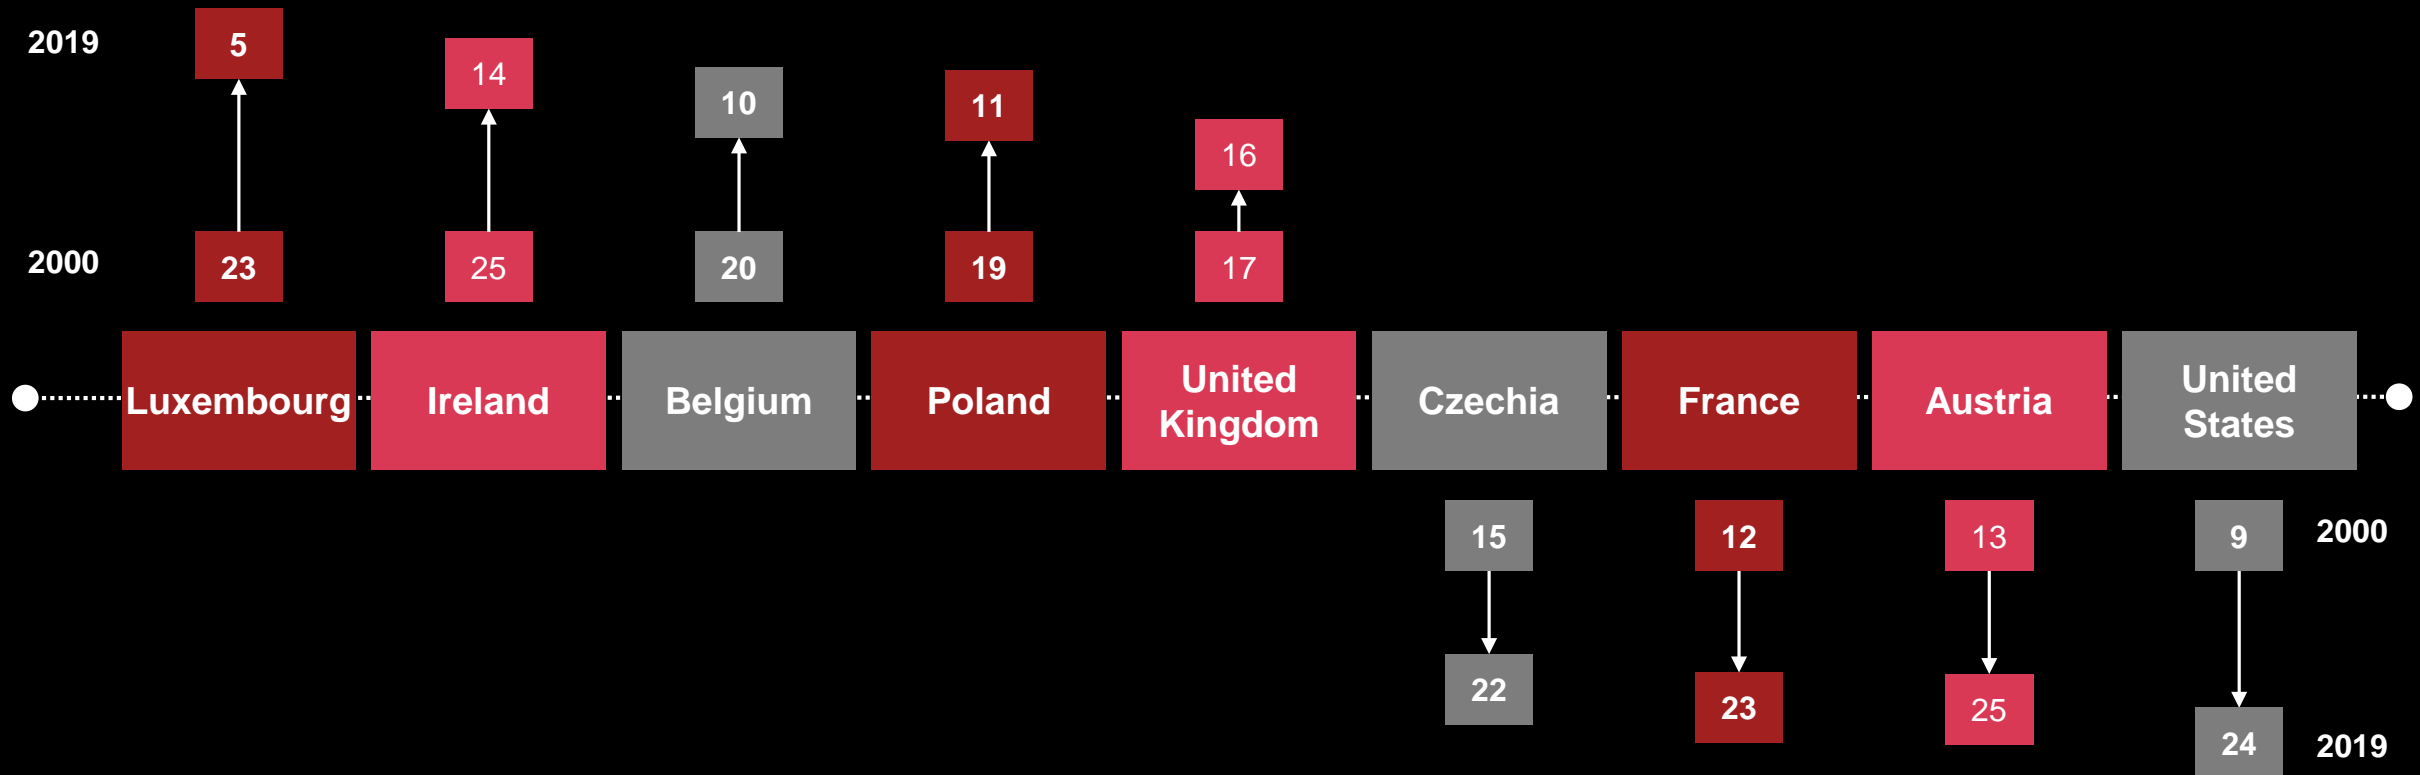 2019
5
14
10
11
16
2000
23
25
20
19
17
Luxembourg
Ireland
Belgium
Poland
United
Kingdom
Czechia
France
Austria
United
States
15
12
13
9
2000
22
23
25
24
2019